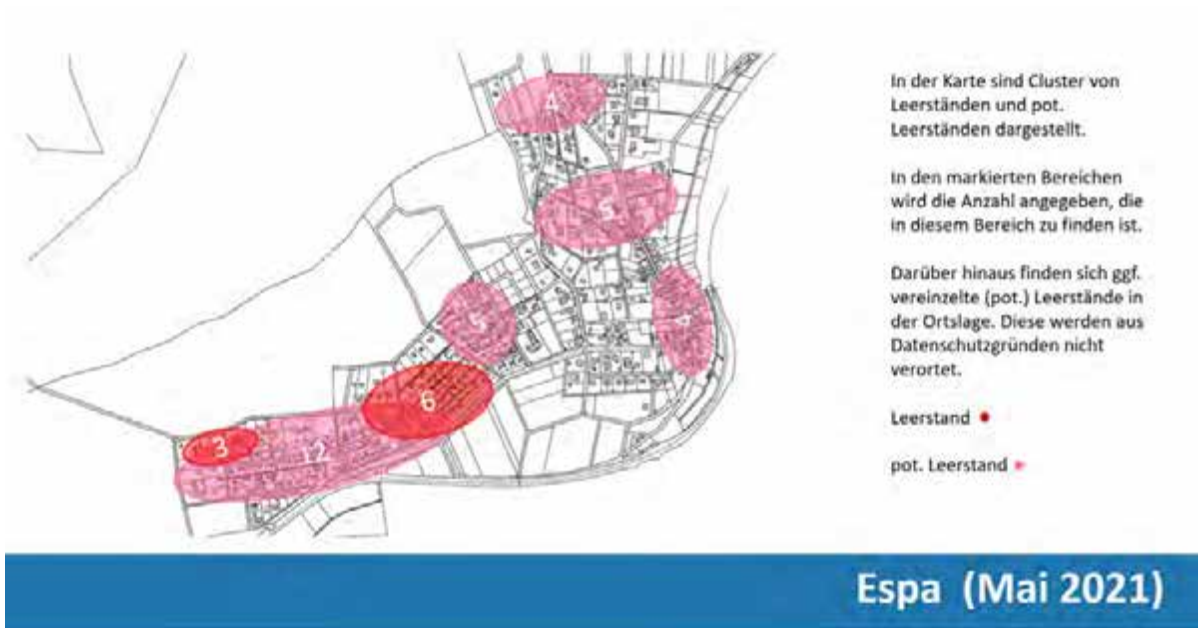 4
5
5
4
6
3
12
In der Karte sind Cluster von
Leerständen und pot.
Leerständen dargestellt.
In den markierten Bereichen
wird die Anzahl angegeben, die
in diesem Bereich zu finden ist.
Darüber hinaus finden sich ggf.
vereinzelte (pot.) Leerstände in
der Ortslage. Diese werden aus
Datenschutzgründen nicht
verortet.
Leerstand
pot. Leerstand
Espa (Mai 2021)